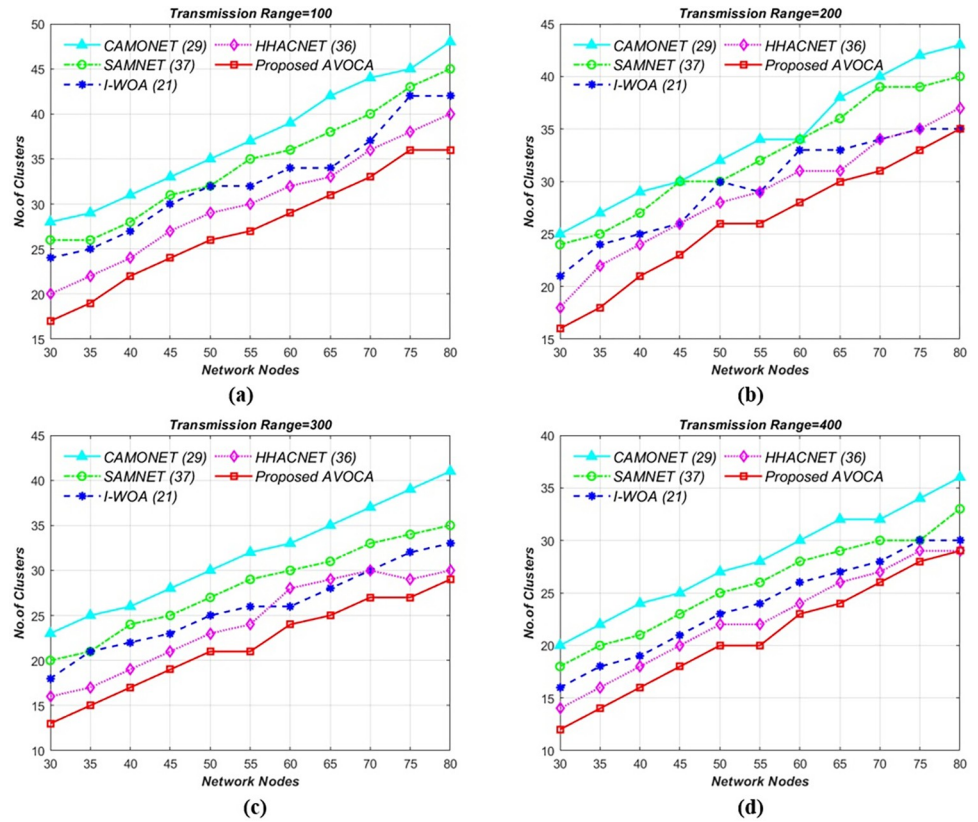 Transmission Range=100
50
45
40
35
30
25
20
15
No.of Clusters
CAMONET (29)
SAMNET (37)
I-WOA (21)
HHACNET (36)
Proposed AVOCA
30 35 40 45 50 55 60 65 70 75 80
Network Nodes
(a)
Transmission Range=200
45
40
35
30
25
20
15
No.of Clusters
CAMONET (29)
SAMNET (37)
I-WOA (21)
HHACNET (36)
Proposed AVOCA
30 35 40 45 50 55 60 65 70 75 80
Network Nodes
(b)
Transmission Range=300
45
40
35
30
25
20
15
10
No.of Clusters
CAMONET (29)
SAMNET (37)
I-WOA (21)
HHACNET (36)
Proposed AVOCA
30 35 40 45 50 55 60 65 70 75 80
Network Nodes
(c)
Transmission Range=400
40
35
30
25
20
15
10
No.of Clusters
CAMONET (29)
SAMNET (37)
I-WOA (21)
HHACNET (36)
Proposed AVOCA
30 35 40 45 50 55 60 65 70 75 80
Network Nodes
(d)